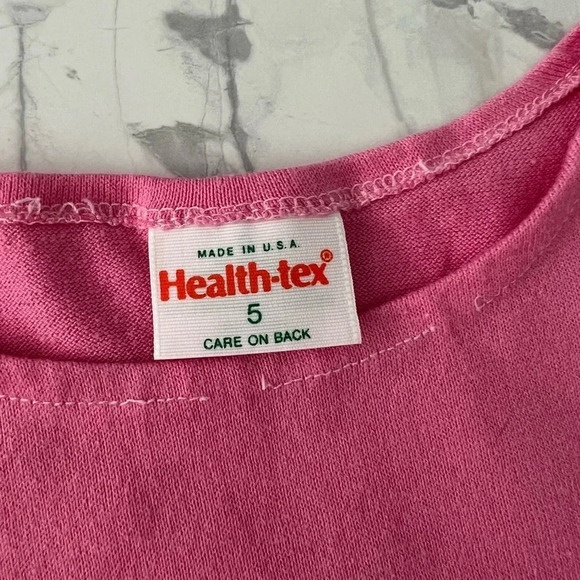 MADE IN U.S.A.
Health-tex®
5
CARE ON BACK